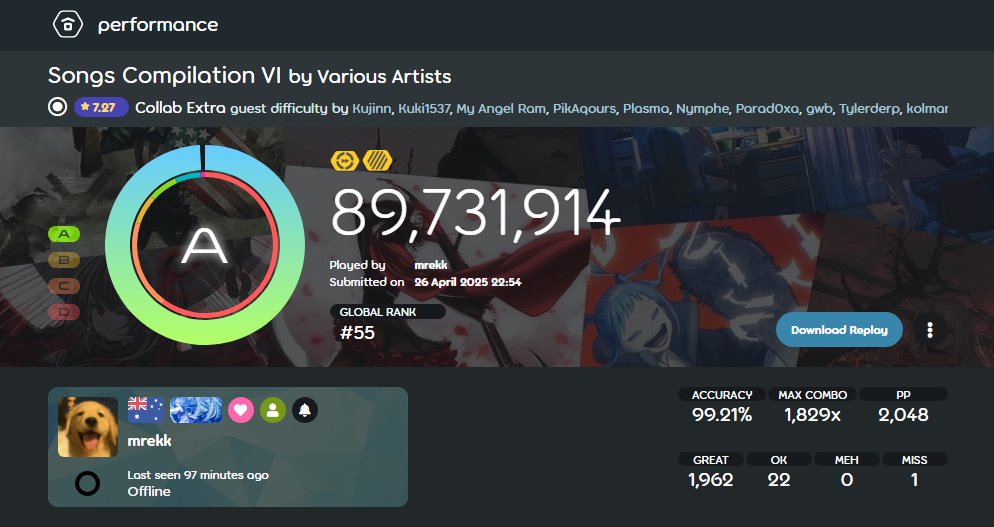 performance
Songs Compilation VI by Various Artists
7.27 Collab Extra guest difficulty by Kujinn, Kuki1537, My Angel Ram, PikAqours, Plasma, Nymphe, Parad0xa, gwb, Tylerderp, kolmar
A
B
C
D
A
89,731,914
Played by mrekk
Submitted on 26 April 2025 22:54
GLOBAL RANK
#55
Download Replay
mrekk
Last seen 97 minutes ago
Offline
ACCURACY MAX COMBO PP
99.21% 1,829x 2,048
GREAT OK MEH MISS
1,962 22 0 1